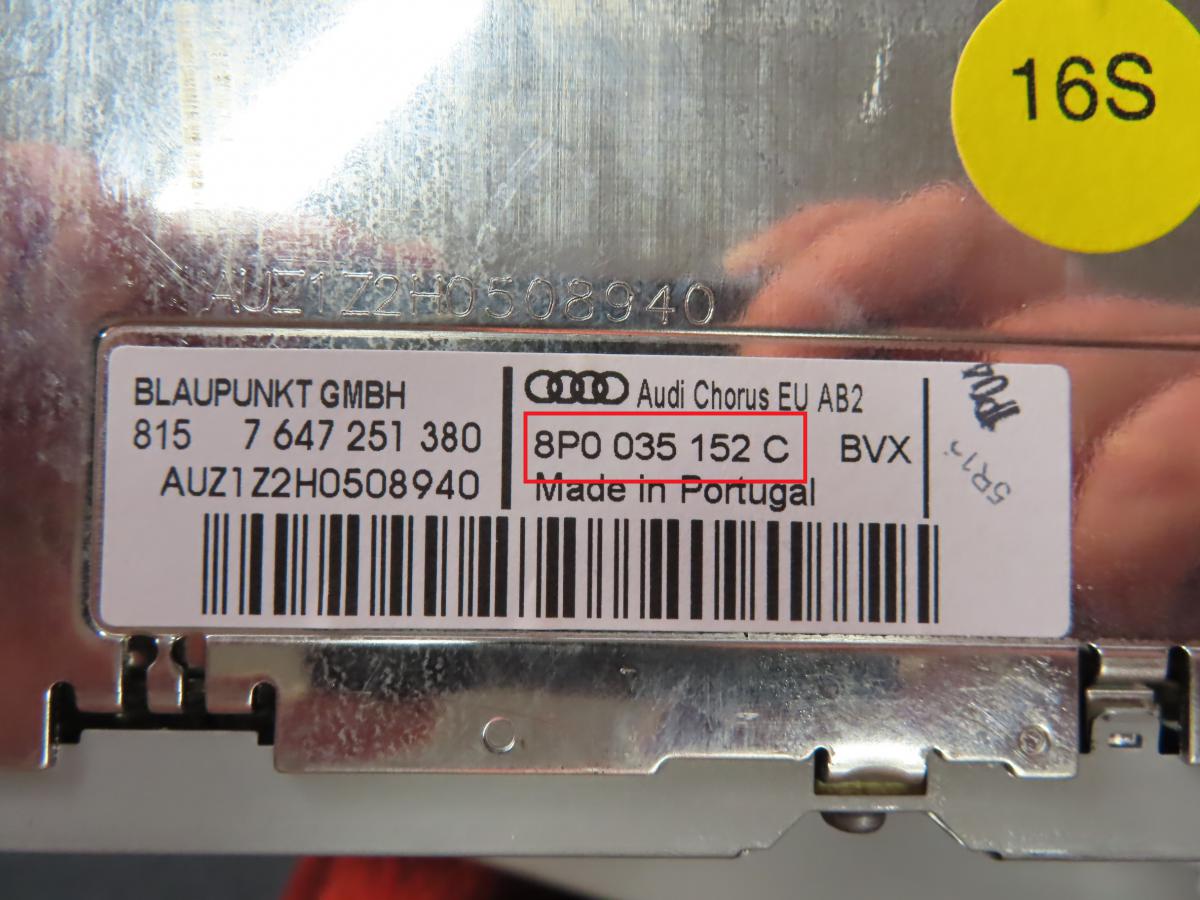 16S
AUZ1Z2H0508940
BLAUPUNKT GMBH
815 7 647 251 380
AUZ1Z2H0508940
Audi Chorus EU AB2
8P0 035 152 C BVX
Made in Portugal